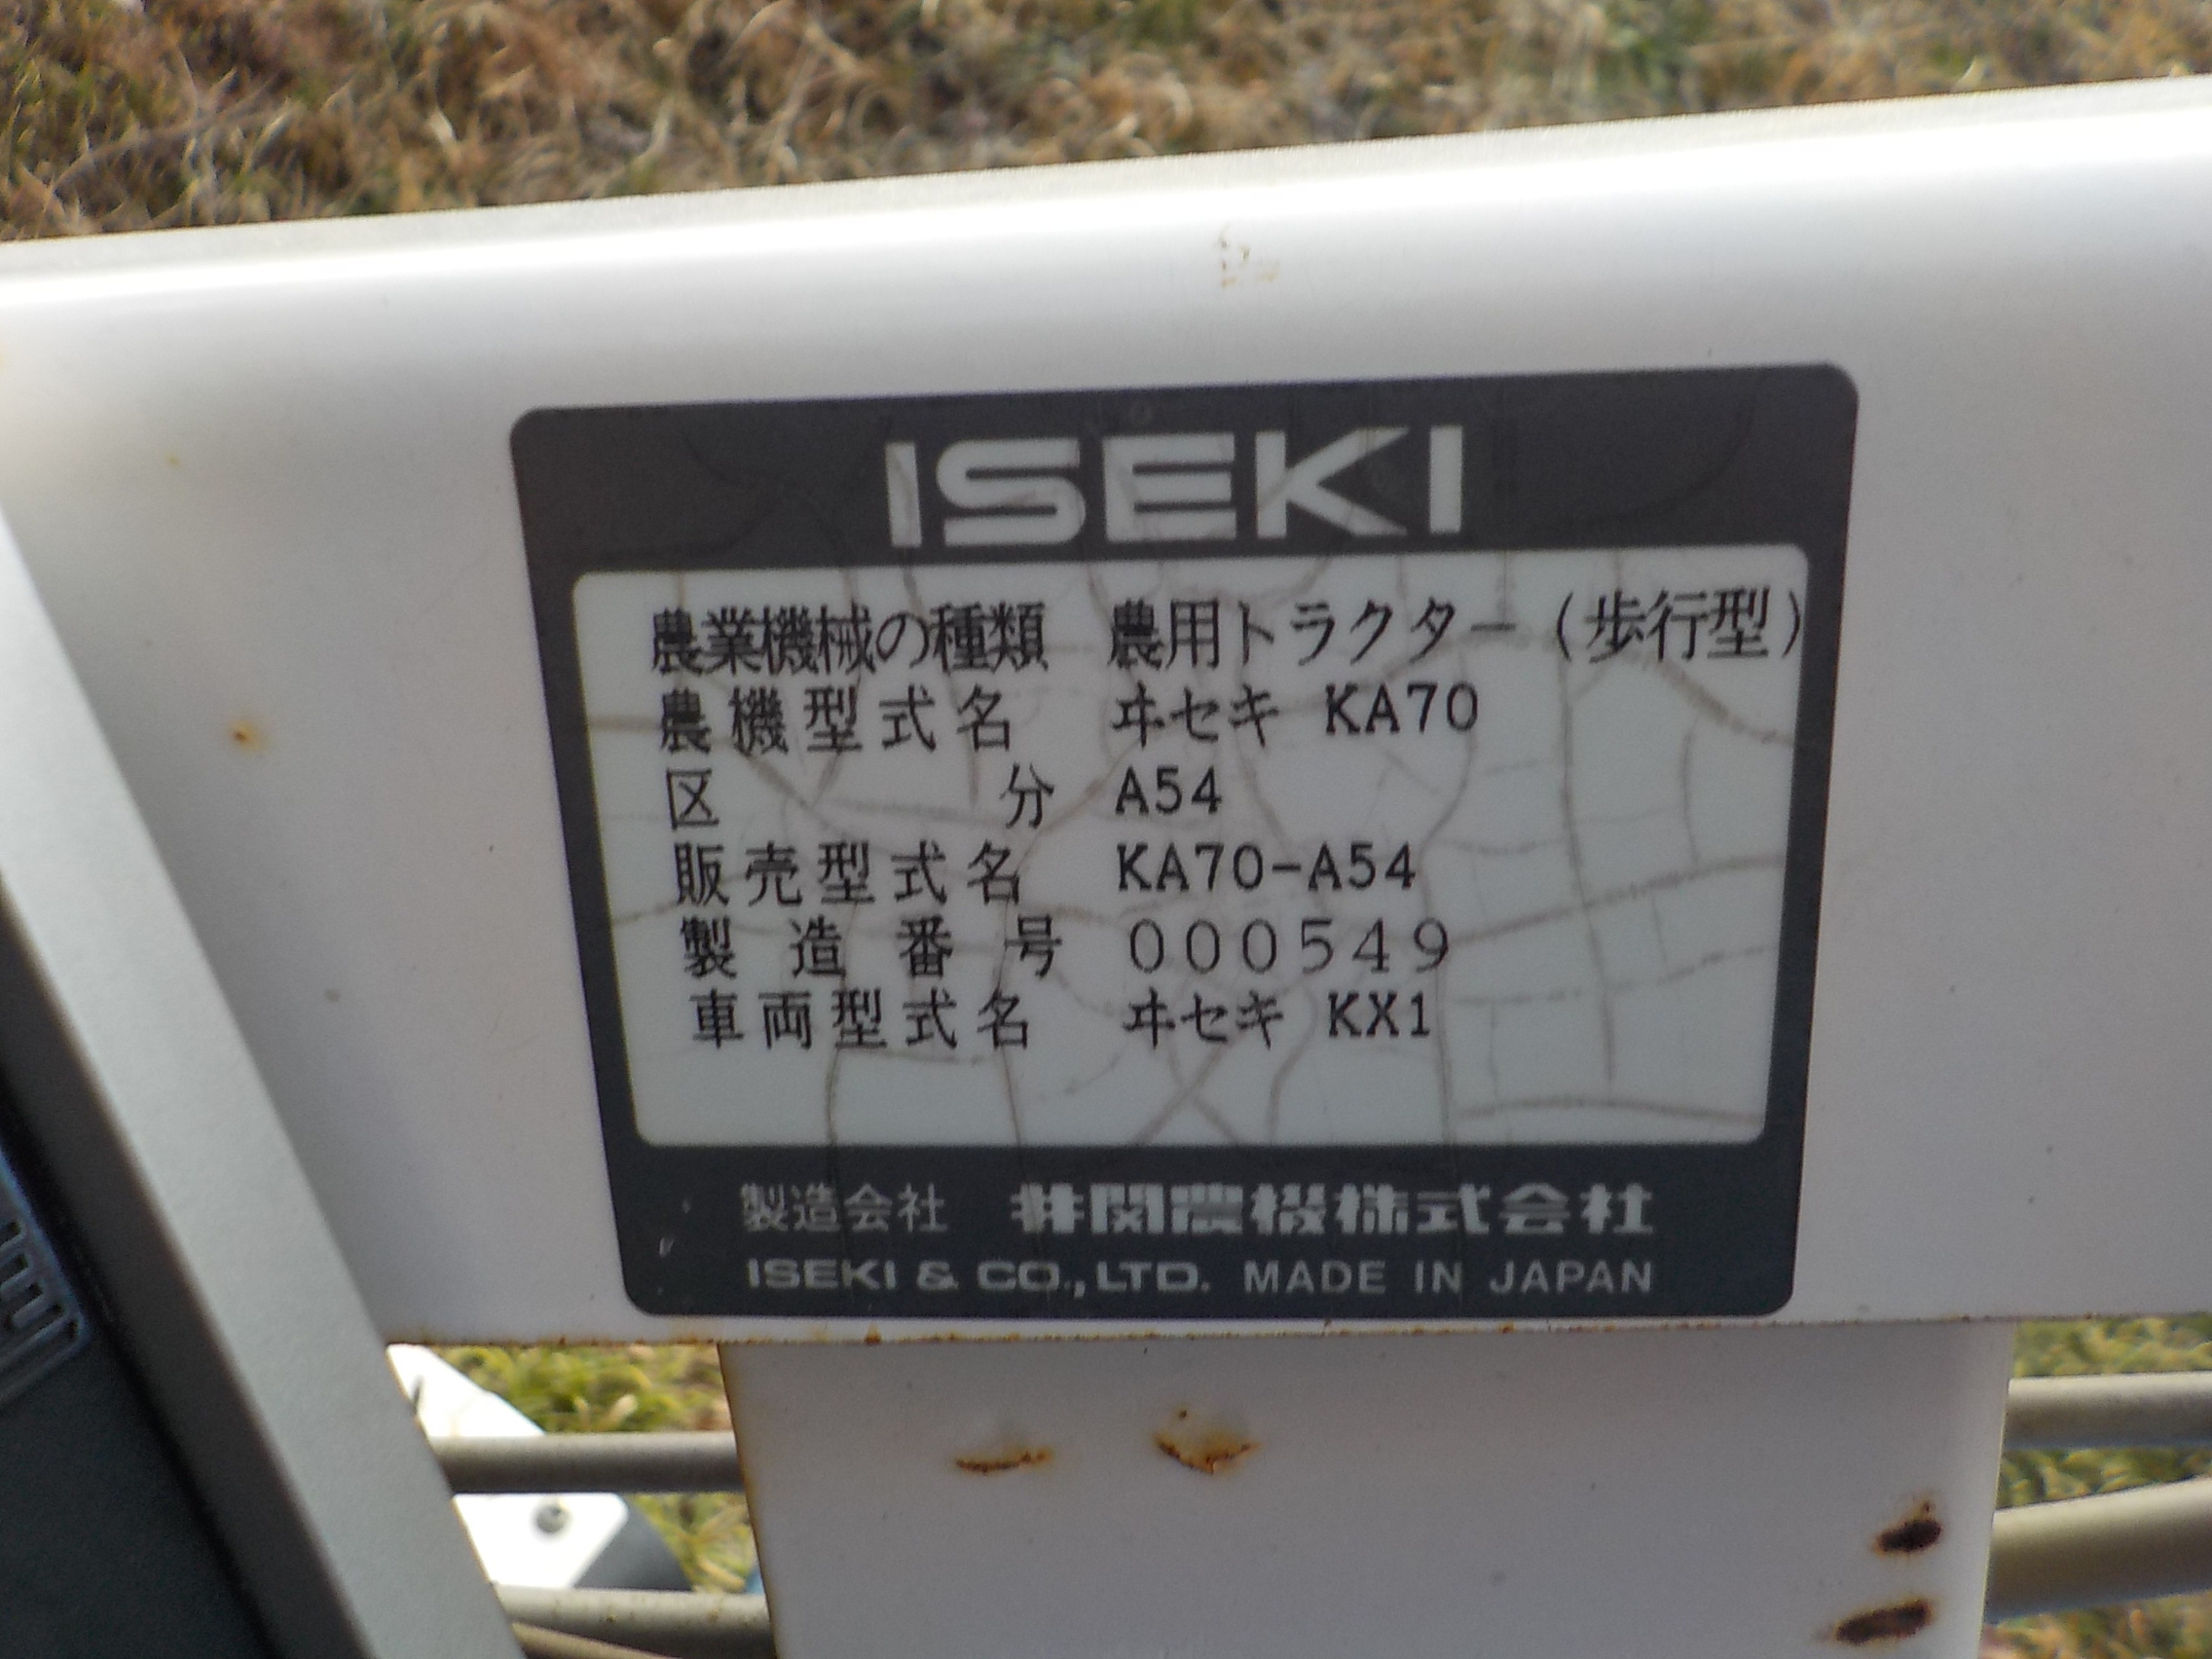 ISEKI
農業機械の種類 農用トラクター(歩行型)
農機型式名 ヰセキ KA70
区分 A54
販売型式名 KA70-A54
製造番号 000549
車両型式名 ヰセキ KX1
製造会社 井関農機株式会社
ISEKI & CO., LTD. MADE IN JAPAN